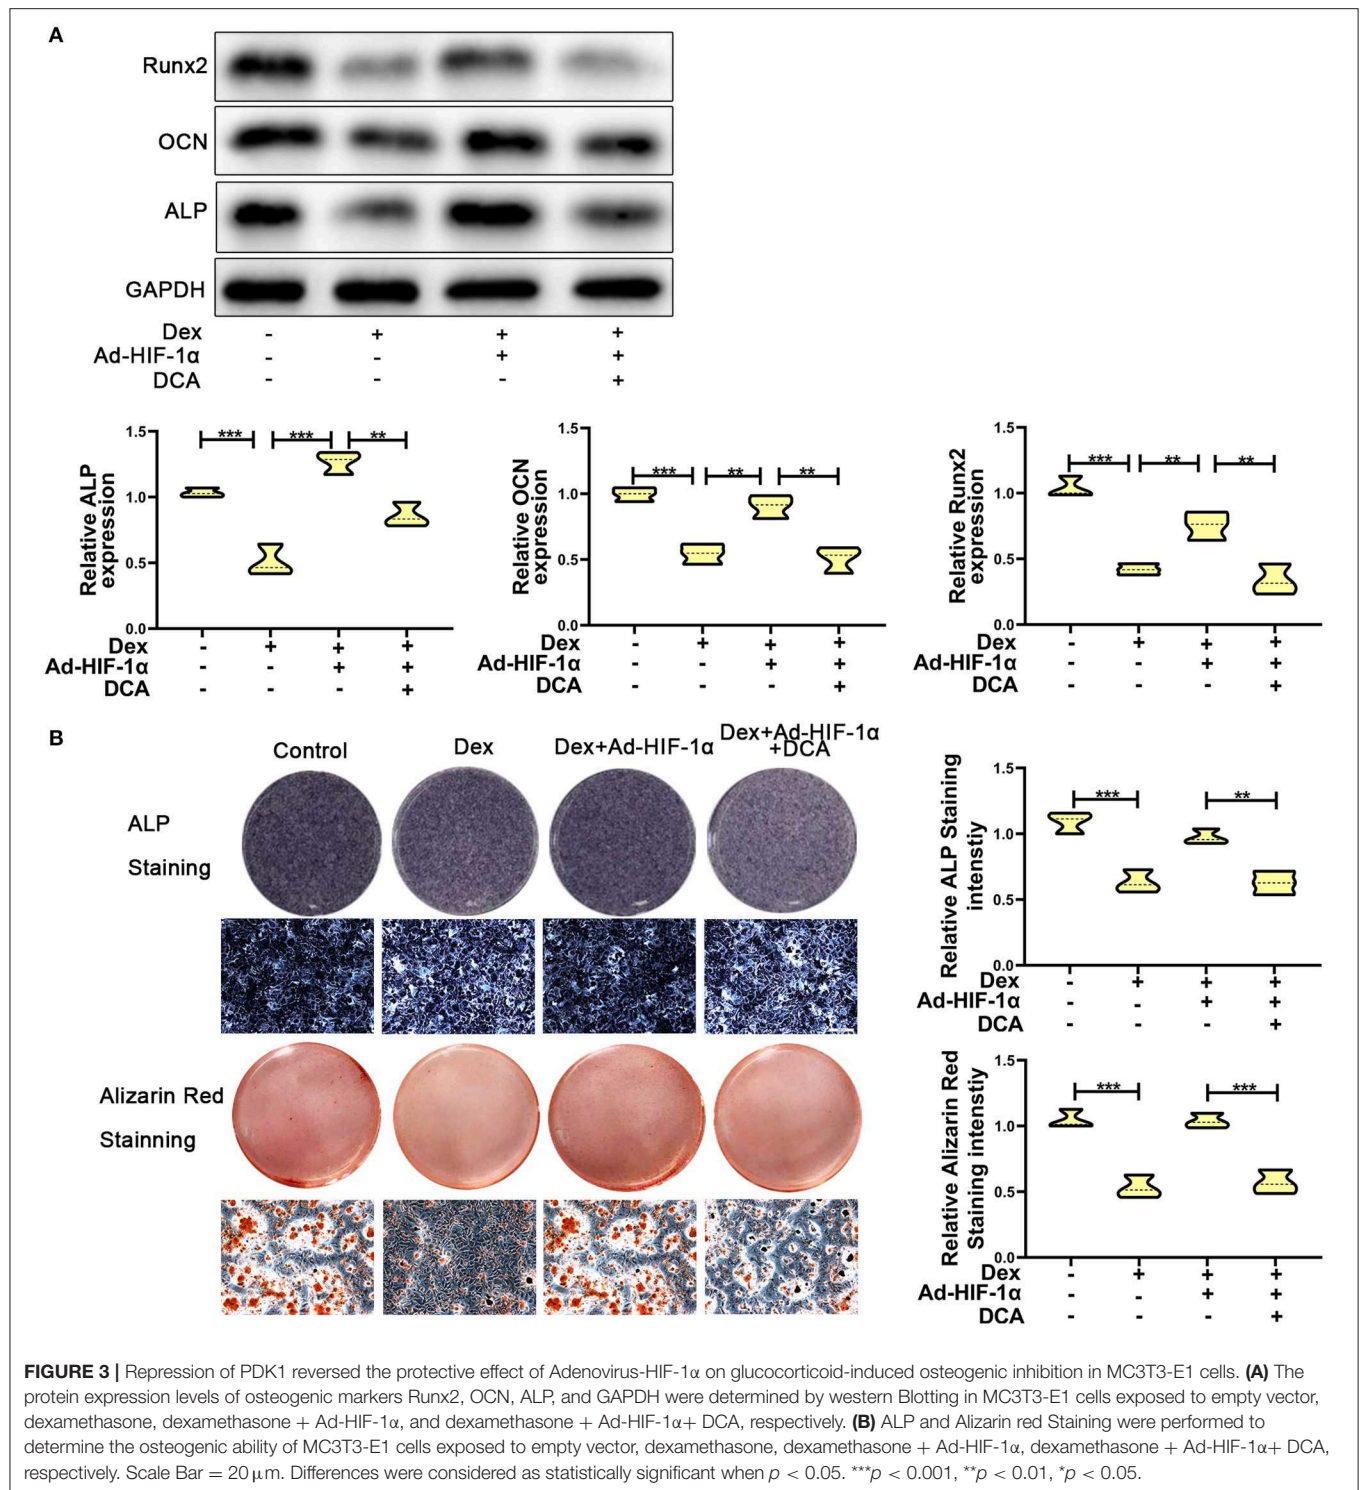 A
Runx2
OCN
ALP
GAPDH
Dex - + + +
Ad-HIF-1α - - + +
DCA - - - +
Relative ALP
expression
1.5
1.0
0.5
0.0
*** *** **
Dex - + + +
Ad-HIF-1α - - + +
DCA - - - +
Relative OCN
expression
1.5
1.0
0.5
0.0
*** ** **
Dex - + + +
Ad-HIF-1α - - + +
DCA - - - +
Relative Runx2
expression
1.5
1.0
0.5
0.0
*** ** **
Dex - + + +
Ad-HIF-1α - - + +
DCA - - - +
B
Control
Dex
Dex+Ad-HIF-1α
Dex+Ad-HIF-1α
+DCA
ALP
Staining
Alizarin Red
Stainning
Relative ALP Staining
intenstiy
1.5
1.0
0.5
0.0
*** **
Dex - + + +
Ad-HIF-1α - - + +
DCA - - - +
Relative Alizarin Red
Staining intenstiy
1.5
1.0
0.5
0.0
*** ***
Dex - + + +
Ad-HIF-1α - - + +
DCA - - - +
FIGURE 3 | Repression of PDK1 reversed the protective effect of Adenovirus-HIF-1α on glucocorticoid-induced osteogenic inhibition in MC3T3-E1 cells. (A) The
protein expression levels of osteogenic markers Runx2, OCN, ALP, and GAPDH were determined by western Blotting in MC3T3-E1 cells exposed to empty vector,
dexamethasone, dexamethasone + Ad-HIF-1α, and dexamethasone + Ad-HIF-1α+ DCA, respectively. (B) ALP and Alizarin red Staining were performed to
determine the osteogenic ability of MC3T3-E1 cells exposed to empty vector, dexamethasone, dexamethasone + Ad-HIF-1α, dexamethasone + Ad-HIF-1α+ DCA,
respectively. Scale Bar = 20 μm. Differences were considered as statistically significant when p < 0.05. ***p < 0.001, **p < 0.01, *p < 0.05.